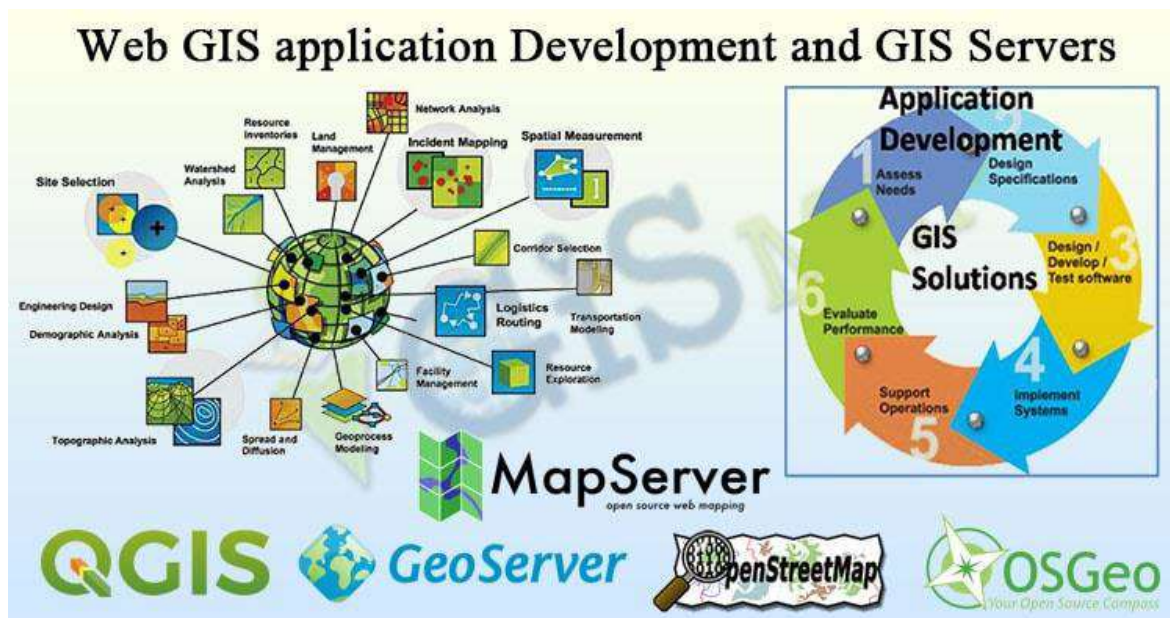 Web GIS application Development and GIS Servers
Network Analysis
Resource
Inventories
Land
Management
Incident Mapping
Spatial Measurement
Watershed
Analysis
Site Selection
Corridor Selection
Engineering Design
Demographic Analysis
Logistics
Routing
Transportation
Modeling
Facility
Management
Resource
Exploration
Topographic Analysis
Spread and
Diffusion
Geoprocess
Modeling
Application
Development
GIS
Solutions
1
Assess
Needs
2
Design
Specifications
3
Design /
Develop /
Test software
4
Implement
Systems
5
Support
Operations
6
Evaluate
Performance
MapServer
open source web mapping
QGIS
GeoServer
OpenStreetMap
OSGeo
Your Open Source Compass